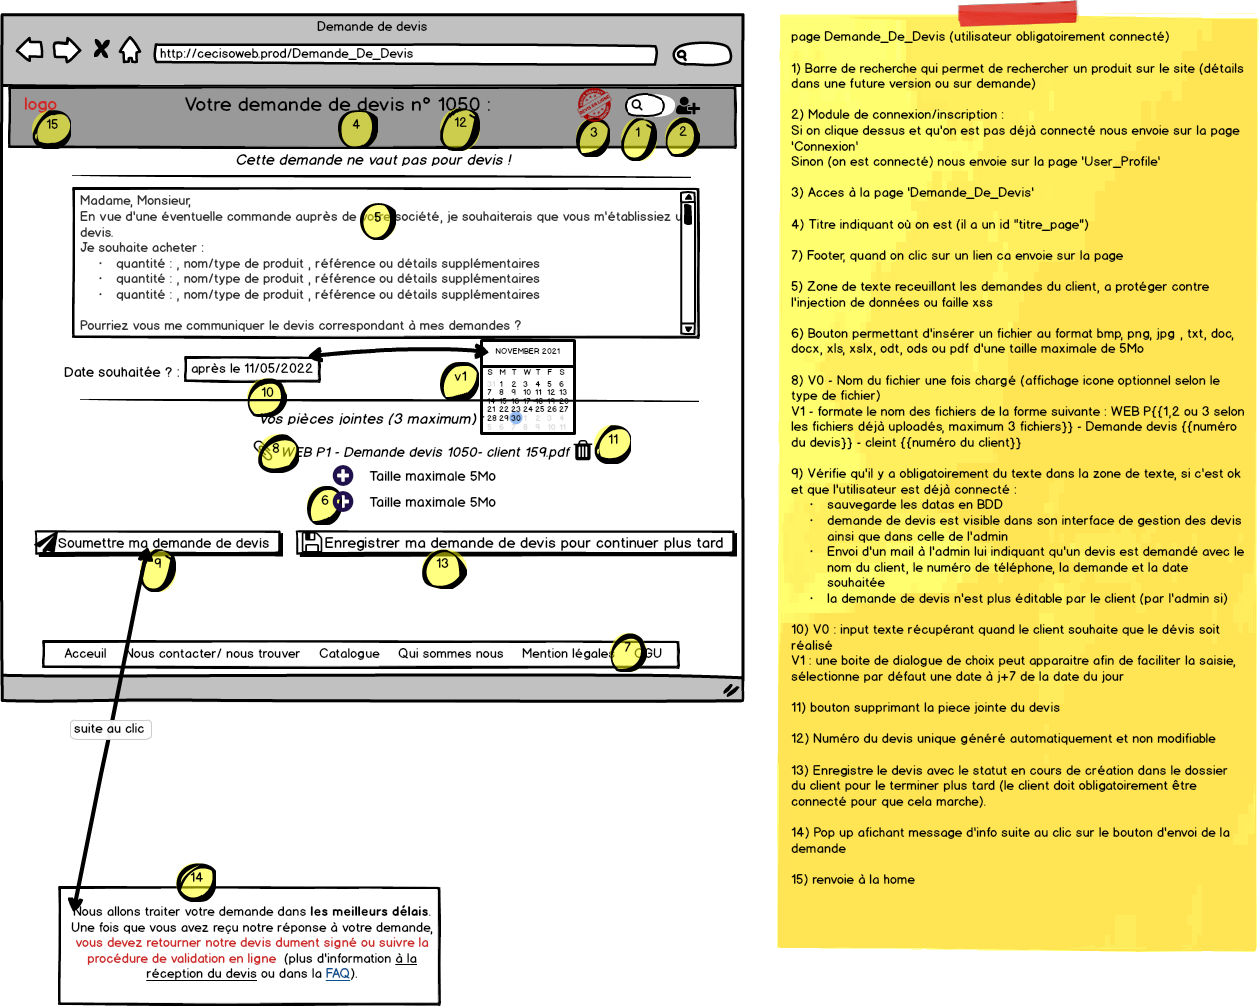 Demande de devis
http://cecisoweb.prod/Demande_De_Devis
logo
Votre demande de devis n° 1050 :
15
4
12
3
1
2
Cette demande ne vaut pas pour devis !
Madame, Monsieur,
En vue d'une éventuelle commande auprès de votre société, je souhaiterais que vous m'établissiez u
devis.
5
Je souhaite acheter :
· quantité : , nom/type de produit , référence ou détails supplémentaires
· quantité : , nom/type de produit , référence ou détails supplémentaires
· quantité : , nom/type de produit , référence ou détails supplémentaires
Pourriez vous me communiquer le devis correspondant à mes demandes ?
Date souhaitée ? :
après le 11/05/2022
10
v1
NOVEMBER 2021
S M T W T F S
31 1 2 3 4 5 6
7 8 9 10 11 12 13
14 15 16 17 18 19 20
21 22 23 24 25 26 27
28 29 30 1 2 3 4
5 6 7 8 9 10 11
Vos pièces jointes (3 maximum)
8
WEB P1 - Demande devis 1050- client 159.pdf
11
Taille maximale 5Mo
6
Taille maximale 5Mo
Soumettre ma demande de devis
Enregistrer ma demande de devis pour continuer plus tard
9
13
Acceuil
Nous contacter/ nous trouver
Catalogue
Qui sommes nous
Mention légales
7
CGU
suite au clic
14
Nous allons traiter votre demande dans les meilleurs délais.
Une fois que vous avez reçu notre réponse à votre demande,
vous devez retourner notre devis dument signé ou suivre la
procédure de validation en ligne (plus d'information à la
réception du devis ou dans la FAQ).
page Demande_De_Devis (utilisateur obligatoirement connecté)
1) Barre de recherche qui permet de rechercher un produit sur le site (détails
dans une future version ou sur demande)
2) Module de connexion/inscription :
Si on clique dessus et qu'on est pas déjà connecté nous envoie sur la page
'Connexion'
Sinon (on est connecté) nous envoie sur la page 'User_Profile'
3) Acces à la page 'Demande_De_Devis'
4) Titre indiquant où on est (il a un id "titre_page")
7) Footer, quand on clic sur un lien ca envoie sur la page
5) Zone de texte receuillant les demandes du client, a protéger contre
l'injection de données ou faille xss
6) Bouton permettant d'insérer un fichier au format bmp, png, jpg , txt, doc,
docx, xls, xslx, odt, ods ou pdf d'une taille maximale de 5Mo
8) V0 - Nom du fichier une fois chargé (affichage icone optionnel selon le
type de fichier)
V1 - formate le nom des fichiers de la forme suivante : WEB P{{1,2 ou 3 selon
les fichiers déjà uploadés, maximum 3 fichiers}} - Demande devis {{numéro
du devis}} - cleint {{numéro du client}}
9) Vérifie qu'il y a obligatoirement du texte dans la zone de texte, si c'est ok
et que l'utilisateur est déjà connecté :
· sauvegarde les datas en BDD
· demande de devis est visible dans son interface de gestion des devis
ainsi que dans celle de l'admin
· Envoi d'un mail à l'admin lui indiquant qu'un devis est demandé avec le
nom du client, le numéro de téléphone, la demande et la date
souhaitée
· la demande de devis n'est plus éditable par le client (par l'admin si)
10) V0 : input texte récupérant quand le client souhaite que le dévis soit
réalisé
V1 : une boite de dialogue de choix peut apparaitre afin de faciliter la saisie,
sélectionne par défaut une date à j+7 de la date du jour
11) bouton supprimant la piece jointe du devis
12) Numéro du devis unique généré automatiquement et non modifiable
13) Enregistre le devis avec le statut en cours de création dans le dossier
du client pour le terminer plus tard (le client doit obligatoirement être
connecté pour que cela marche).
14) Pop up afichant message d'info suite au clic sur le bouton d'envoi de la
demande
15) renvoie à la home